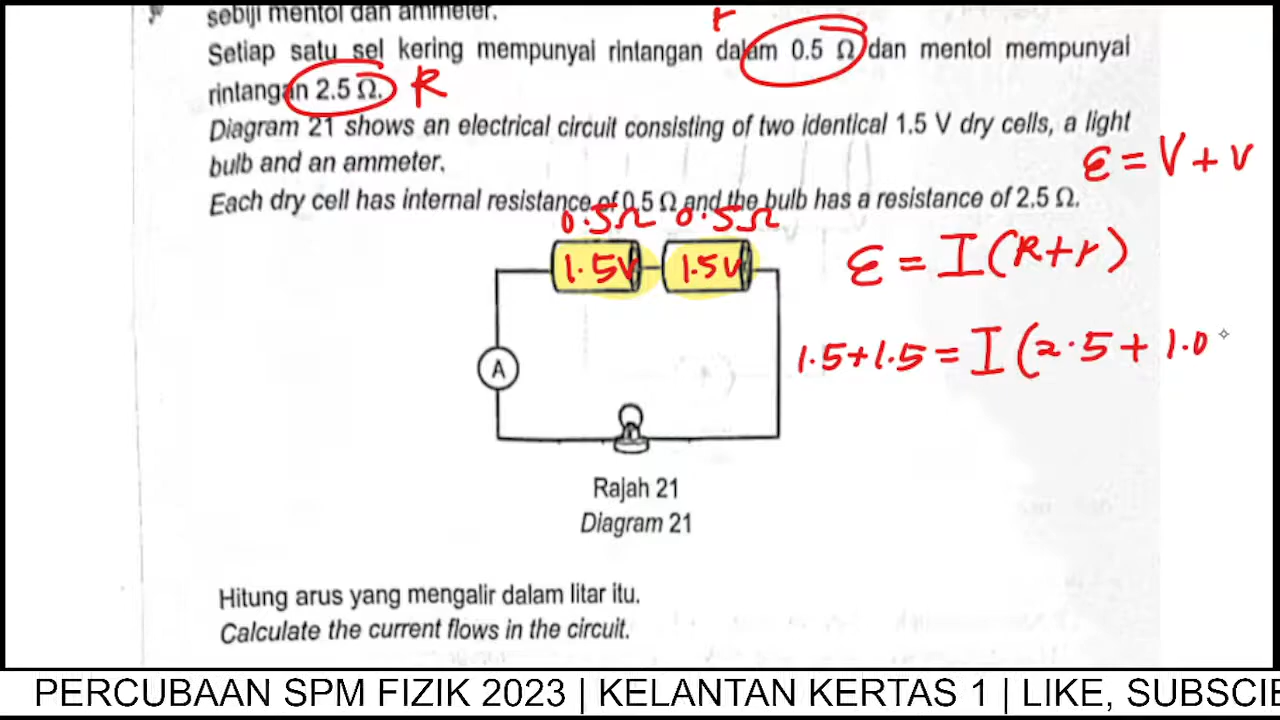 sebiji mentol dan ammeter.
r
Setiap satu sel kering mempunyai rintangan dalam 0.5 Ω dan mentol mempunyai
rintangan 2.5 Ω. R
Diagram 21 shows an electrical circuit consisting of two identical 1.5 V dry cells, a light
bulb and an ammeter.
ε = V + v
Each dry cell has internal resistance of 0.5 Ω and the bulb has a resistance of 2.5 Ω.
0.5Ω 0.5Ω
1.5V 1.5V
ε = I(R+r)
1.5+1.5 = I(2.5 + 1.0
A
Rajah 21
Diagram 21
Hitung arus yang mengalir dalam litar itu.
Calculate the current flows in the circuit.
PERCUBAAN SPM FIZIK 2023 | KELANTAN KERTAS 1 | LIKE, SUBSCIE